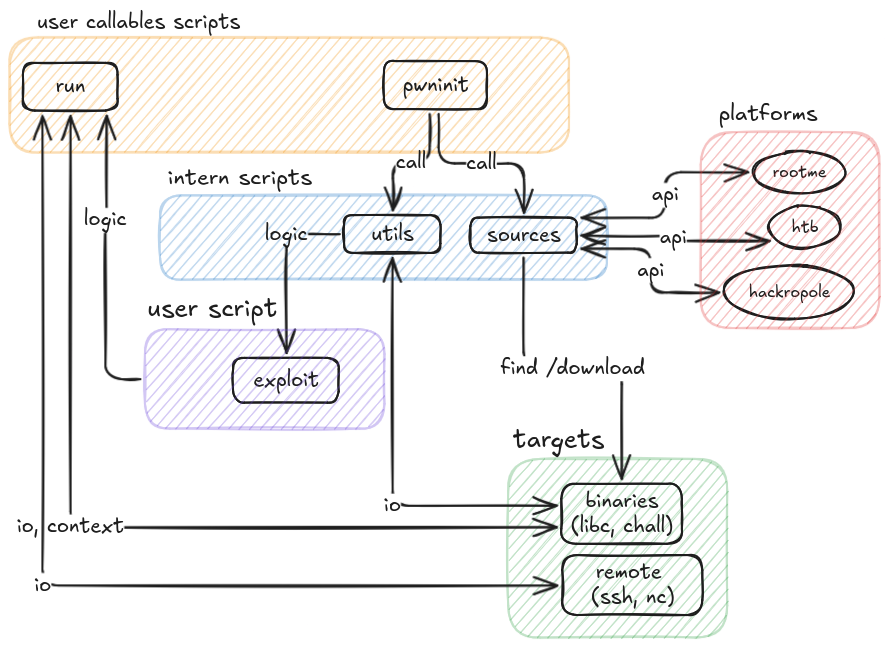 user callables scripts
run
pwninit
platforms
call
call
rootme
intern scripts
api
logic
logic
utils
sources
htb
api
api
hackropole
user script
exploit
find /download
targets
io
binaries
(libc, chall)
io, context
remote
(ssh, nc)
io